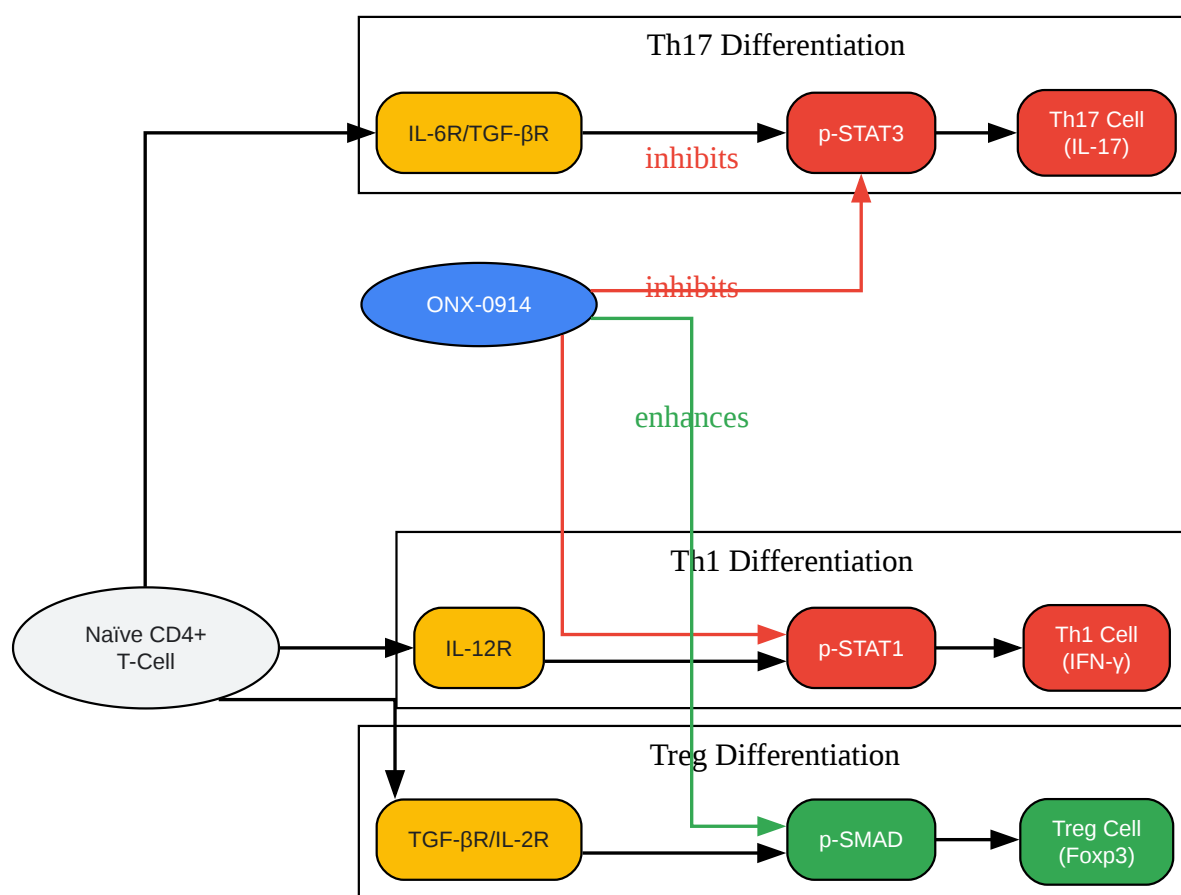 Th17 Differentiation
IL-6R/TGF-βR
p-STAT3
Th17 Cell
(IL-17)
inhibits
ONX-0914
inhibits
enhances
Th1 Differentiation
Naïve CD4+
T-Cell
IL-12R
p-STAT1
Th1 Cell
(IFN-γ)
Treg Differentiation
TGF-βR/IL-2R
p-SMAD
Treg Cell
(Foxp3)